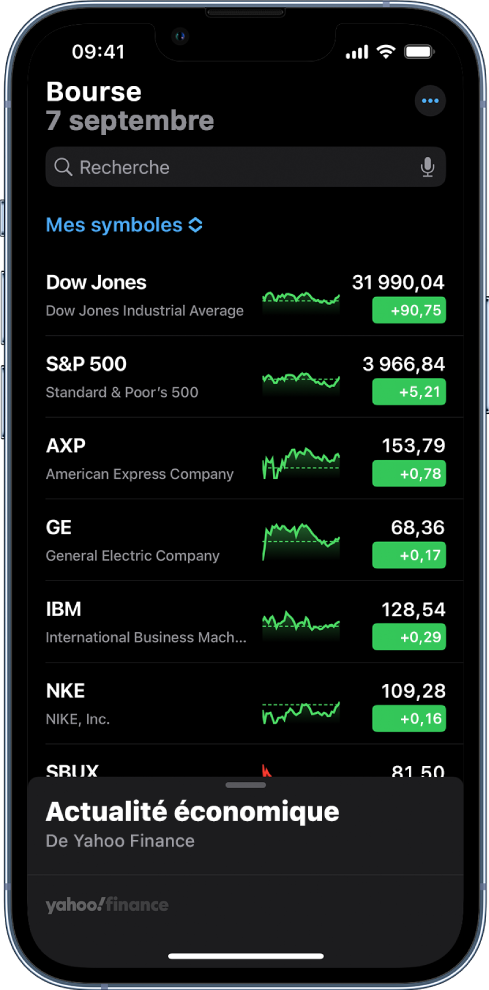 09:41
Bourse
7 septembre
Recherche
Mes symboles
Dow Jones 31 990,04
Dow Jones Industrial Average +90,75
S&P 500 3 966,84
Standard & Poor’s 500 +5,21
AXP 153,79
American Express Company +0,78
GE 68,36
General Electric Company +0,17
IBM 128,54
International Business Mach... +0,29
NKE 109,28
NIKE, Inc. +0,16
SBUX 81,50
Actualité économique
De Yahoo Finance
yahoo!finance